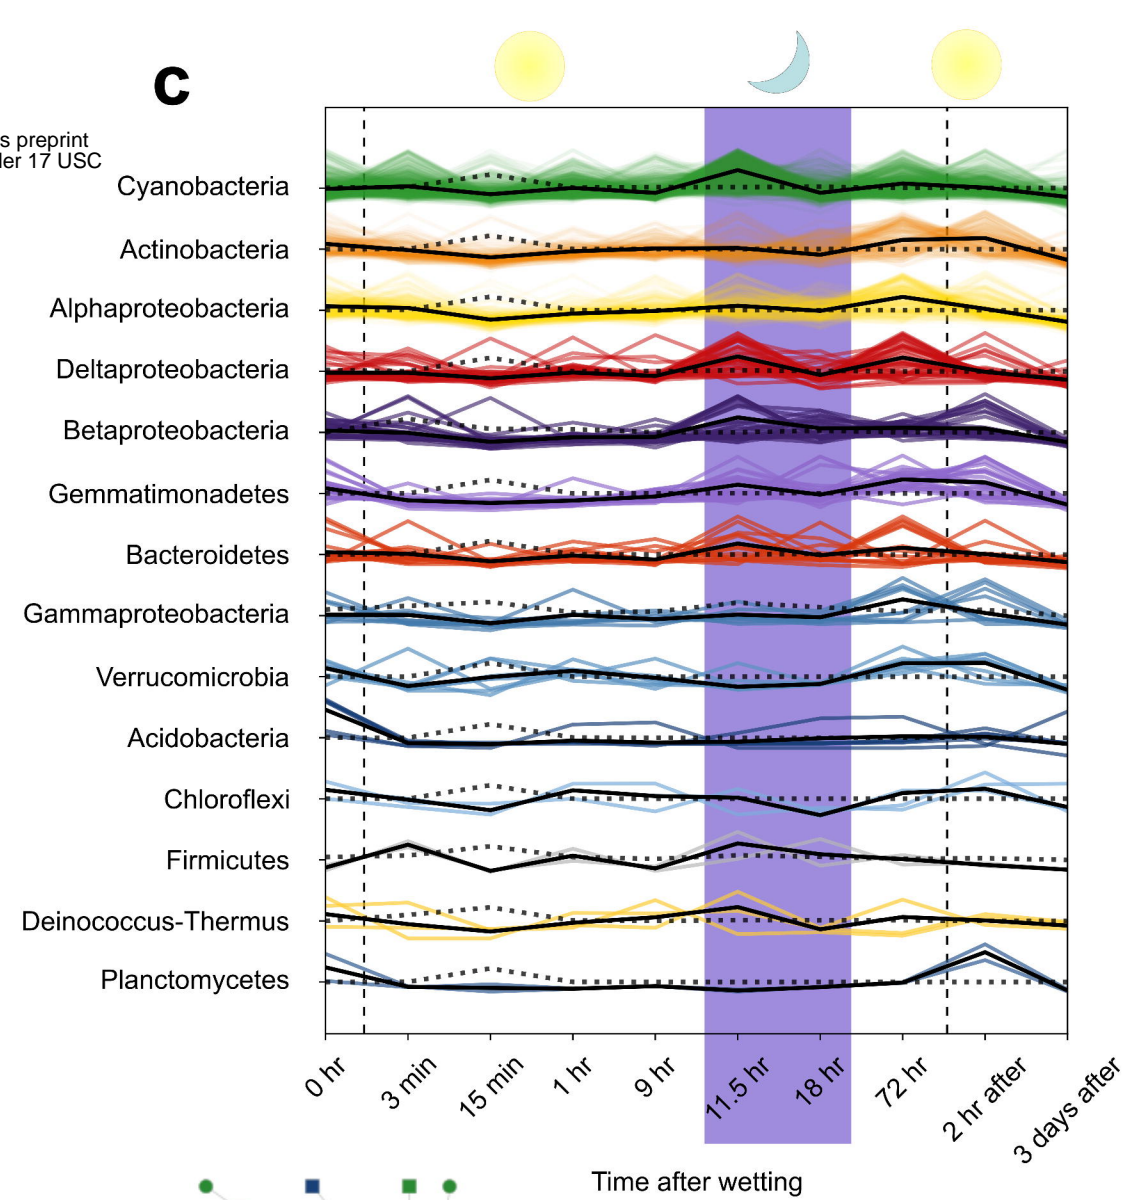 C
s preprint
ler 17 USC
Cyanobacteria
Actinobacteria
Alphaproteobacteria
Deltaproteobacteria
Betaproteobacteria
Gemmatimonadetes
Bacteroidetes
Gammaproteobacteria
Verrucomicrobia
Acidobacteria
Chloroflexi
Firmicutes
Deinococcus-Thermus
Planctomycetes
0 hr
3 min
15 min
1 hr
9 hr
11.5 hr
18 hr
72 hr
2 hr after
3 days after
Time after wetting